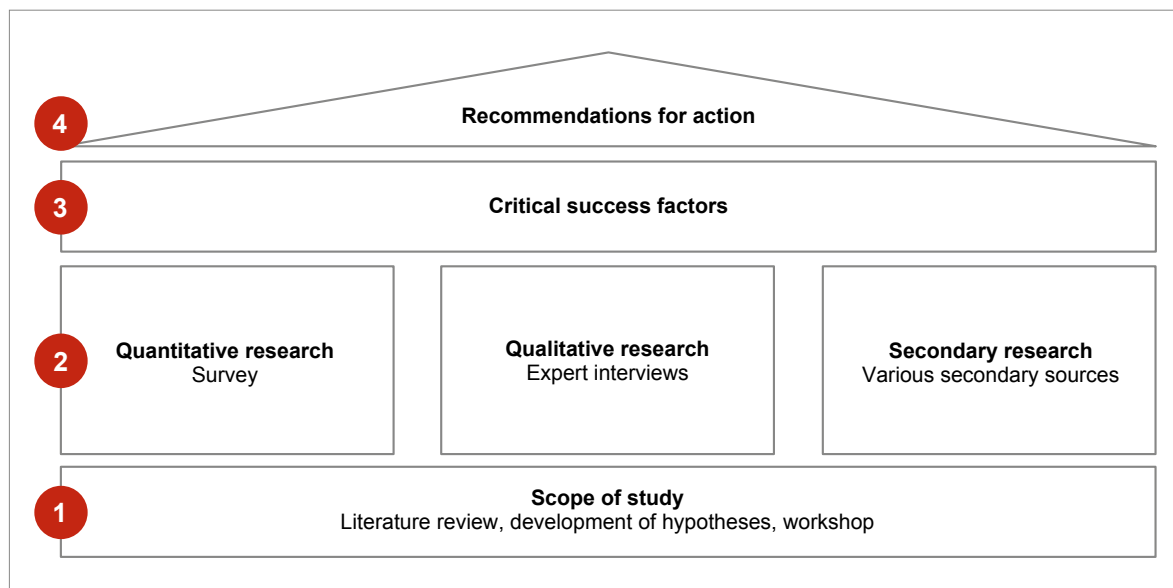 4
Recommendations for action
3
Critical success factors
2
Quantitative research
Survey
Qualitative research
Expert interviews
Secondary research
Various secondary sources
1
Scope of study
Literature review, development of hypotheses, workshop